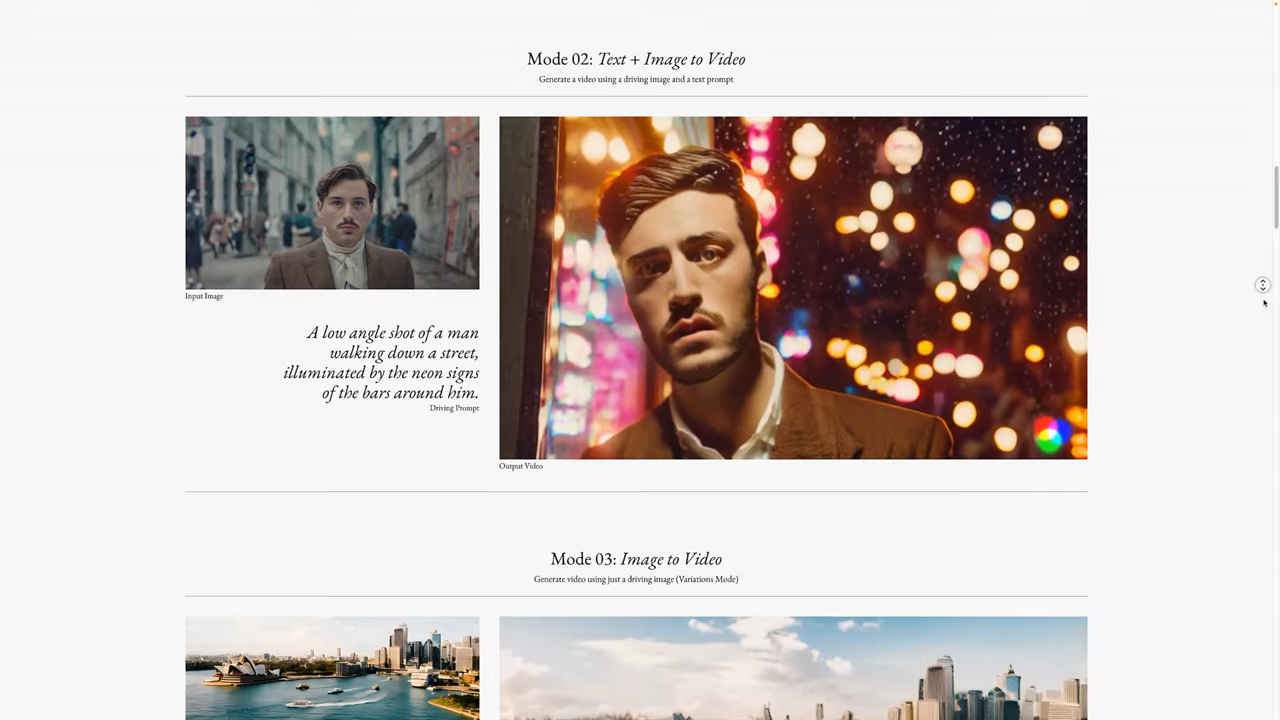 Mode 02: Text + Image to Video
Generate a video using a driving image and a text prompt
Input Image
A low angle shot of a man
walking down a street,
illuminated by the neon signs
of the bars around him.
Driving Prompt
Output Video
Mode 03: Image to Video
Generate video using just a driving image (Variations Mode)